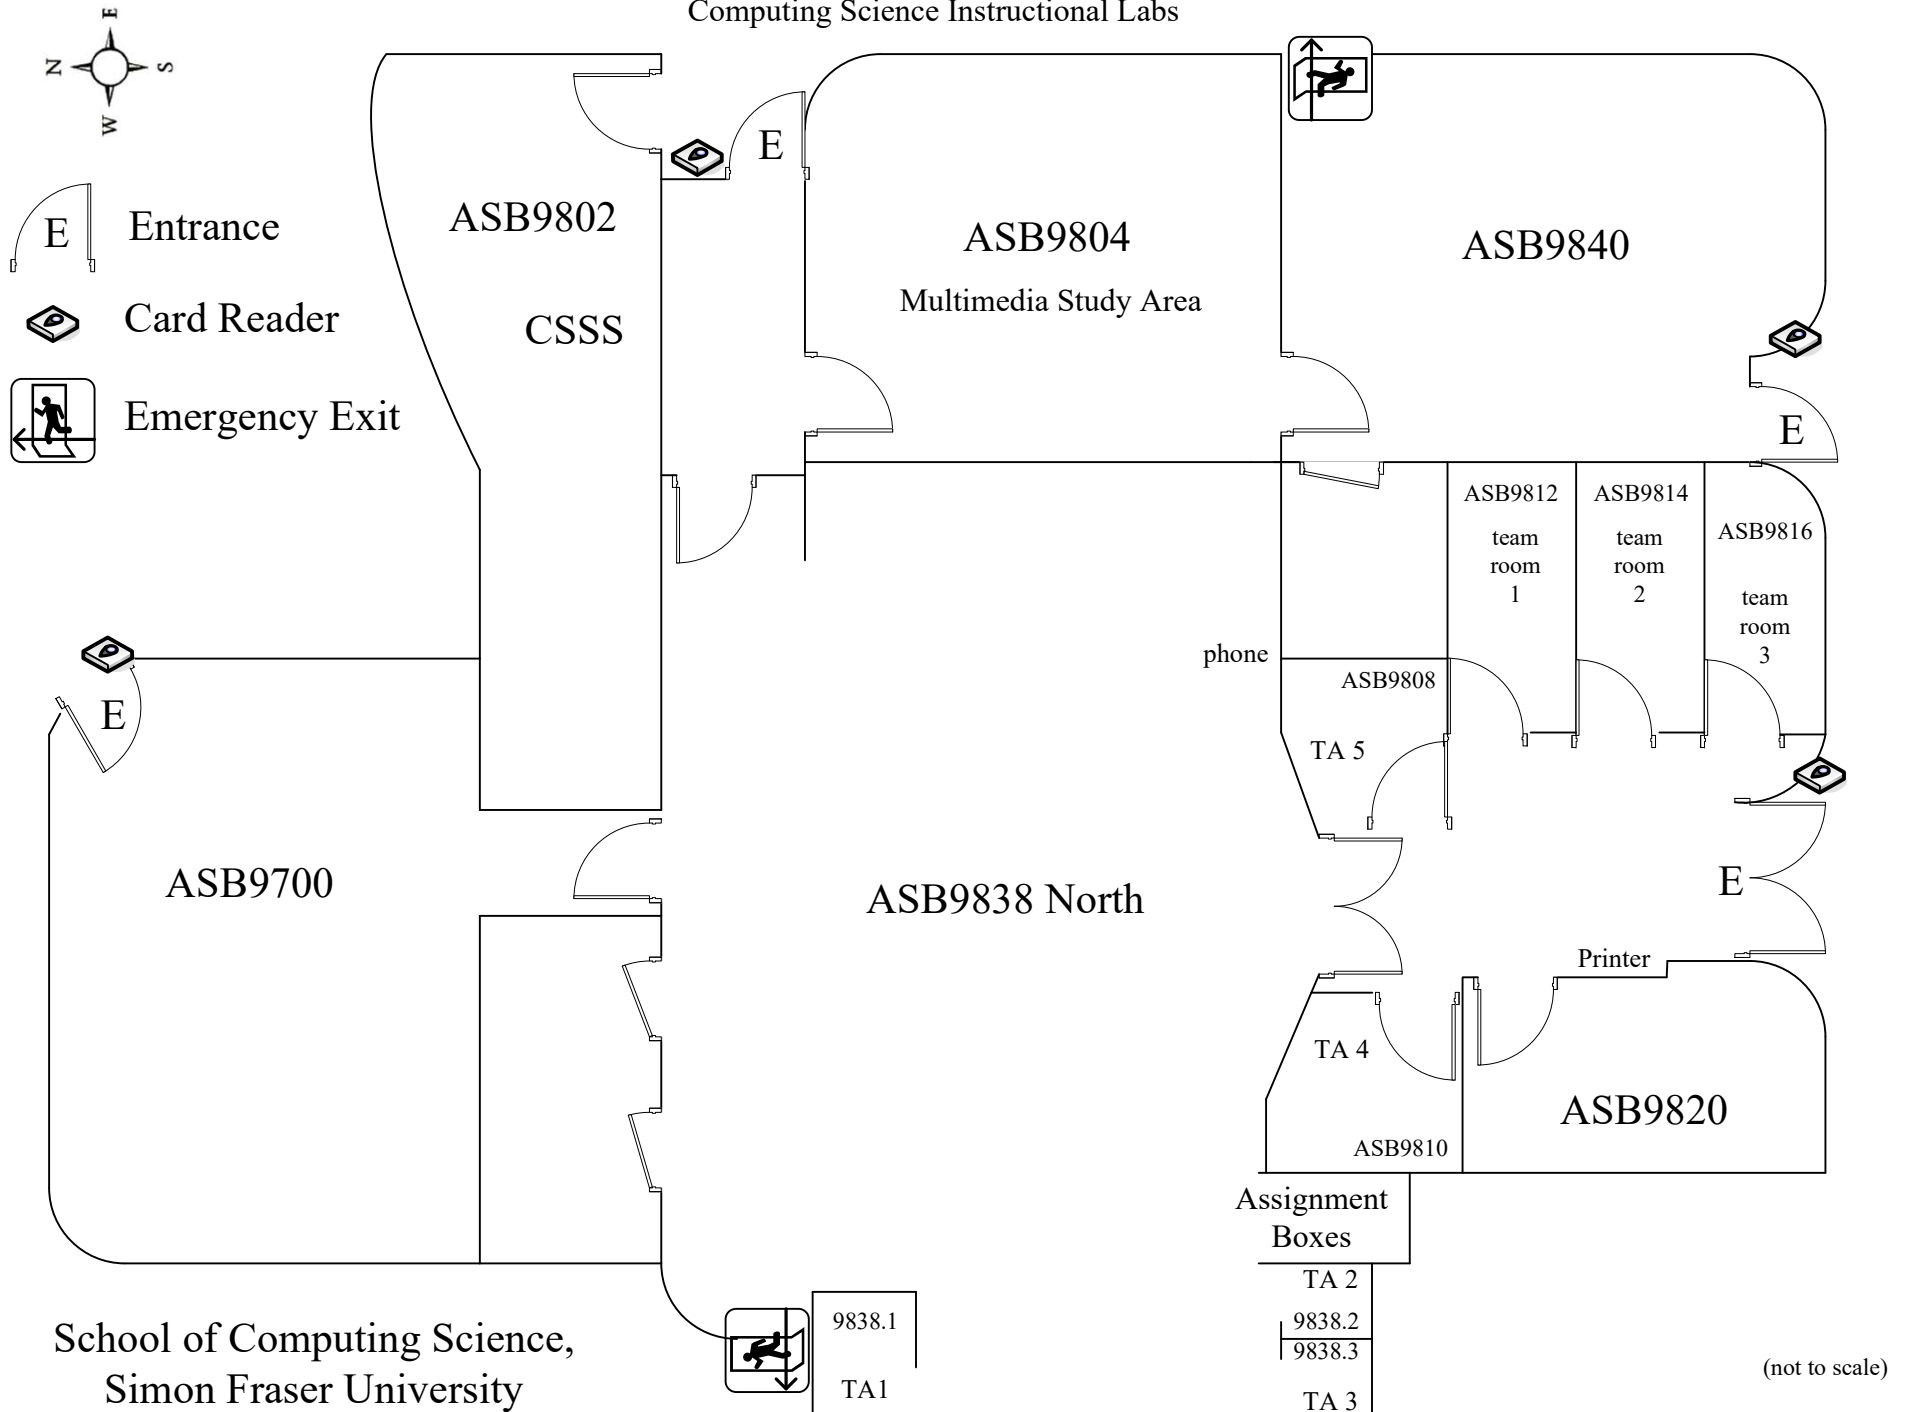 Computing Science Instructional Labs
E
N
S
W
E
Entrance
Card Reader
Emergency Exit
ASB9802
CSSS
E
ASB9804
Multimedia Study Area
ASB9840
E
ASB9812
team
room
1
ASB9814
team
room
2
ASB9816
team
room
3
phone
ASB9808
TA 5
E
ASB9700
ASB9838 North
E
Printer
TA 4
ASB9810
ASB9820
Assignment
Boxes
TA 2
9838.2
9838.3
TA 3
9838.1
TA1
School of Computing Science,
Simon Fraser University
(not to scale)